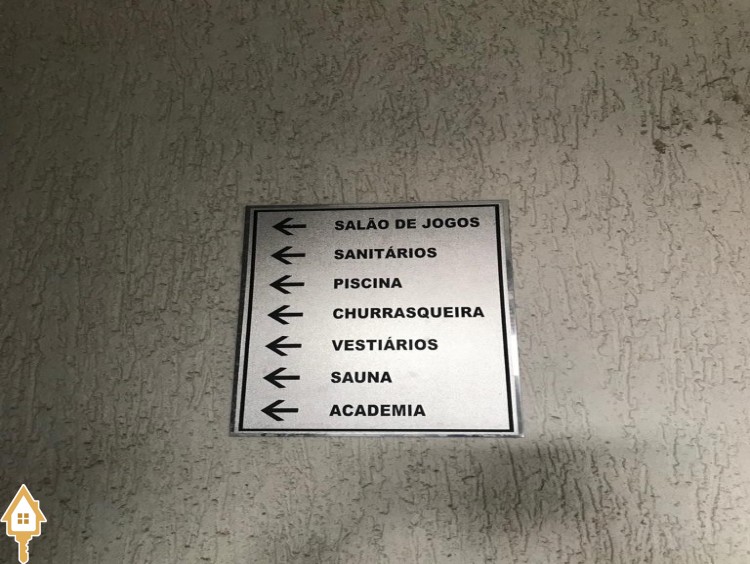 SALÃO DE JOGOS
SANITÁRIOS
PISCINA
CHURRASQUEIRA
VESTIÁRIOS
SAUNA
ACADEMIA